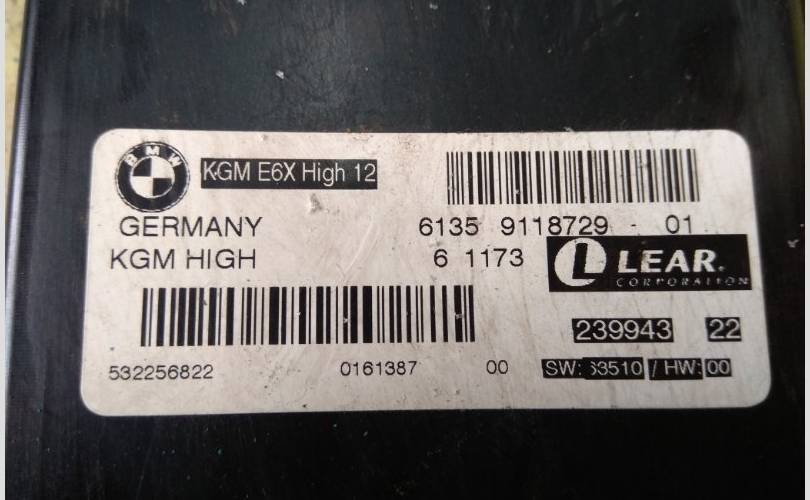 BMW KGM E6X High 12
GERMANY 6135 9118729 - 01
KGM HIGH 6 1173 LEAR.
CORPORATION
239943 22
532256822 0161387 00 SW: 63510 / HW: 00